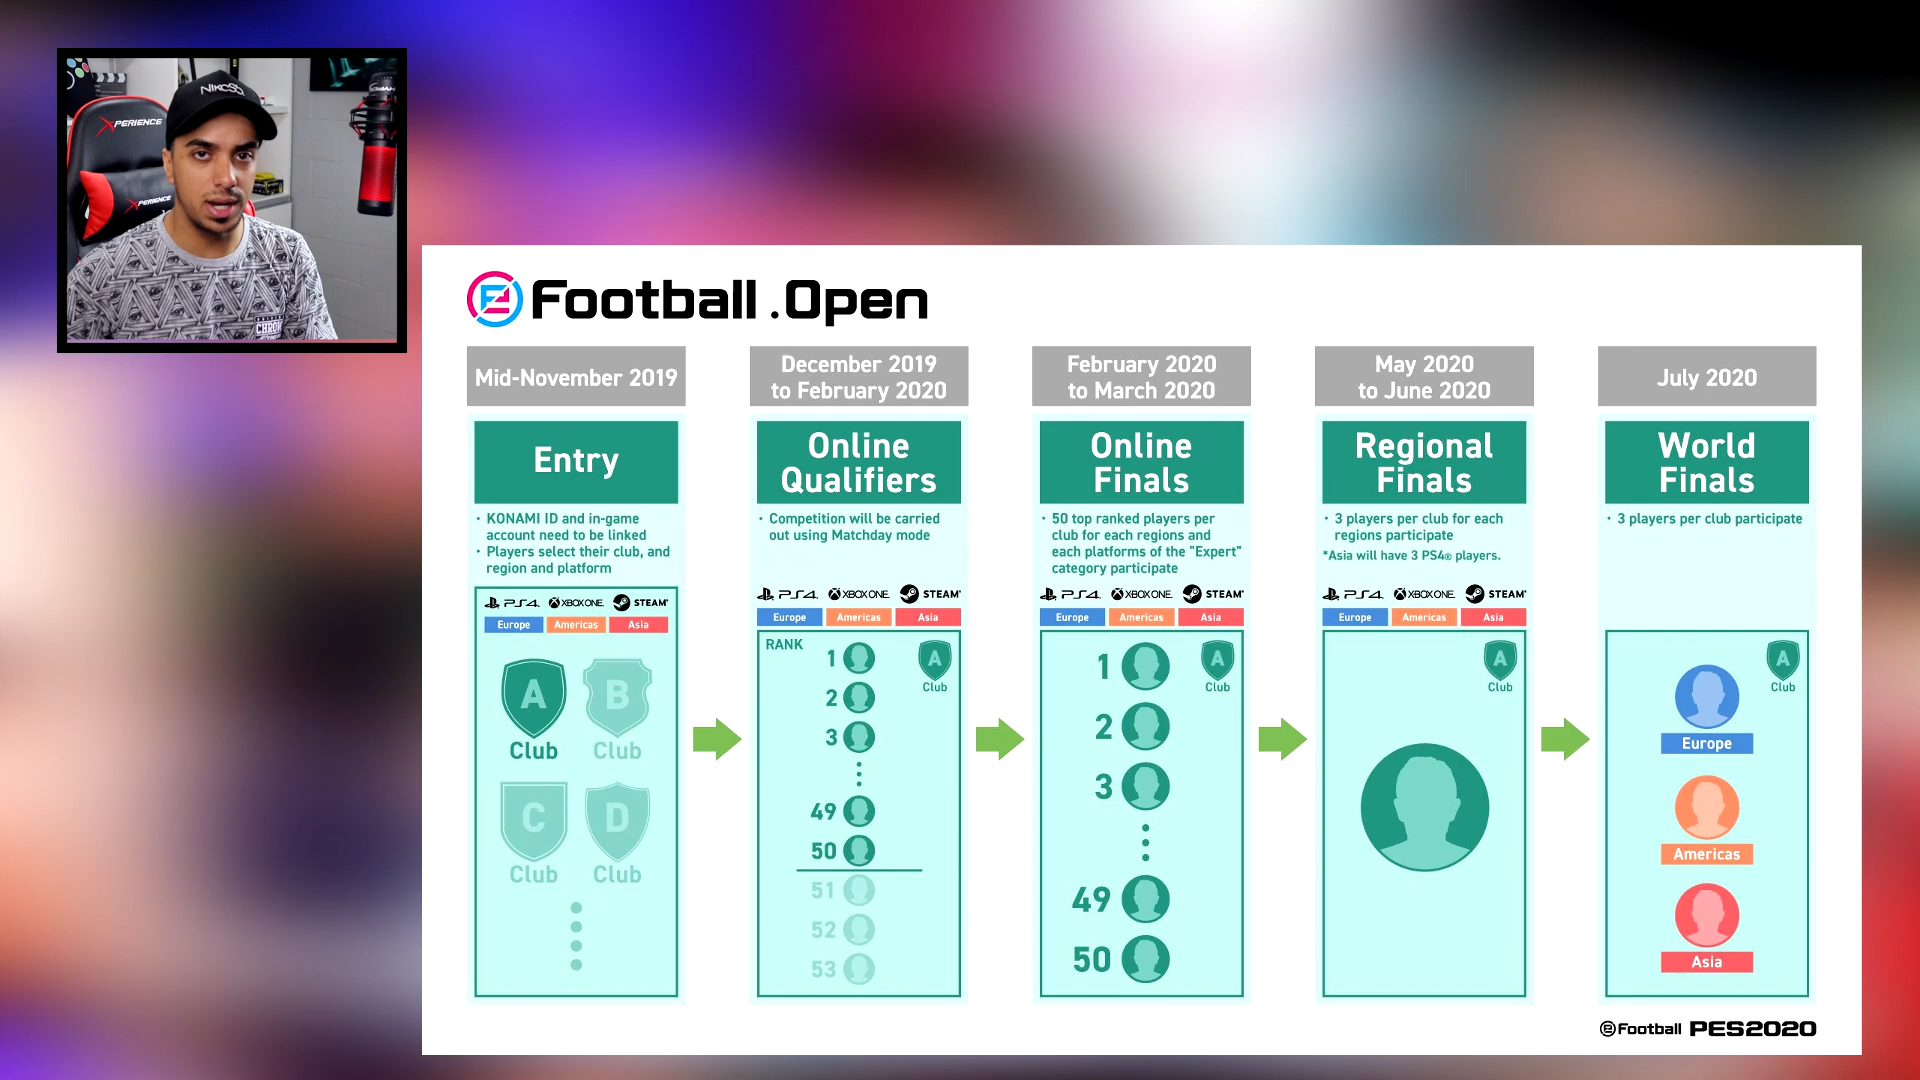 NIKCSS
XPERIENCE
XPERIENCE
eFootball .Open
Mid-November 2019
Entry
· KONAMI ID and in-game
account need to be linked
· Players select their club, and
region and platform
PS4 XBOX ONE STEAM
Europe Americas Asia
A B
Club Club
C D
Club Club
December 2019
to February 2020
Online
Qualifiers
· Competition will be carried
out using Matchday mode
PS4 XBOX ONE STEAM
Europe Americas Asia
RANK
1
2
3
49
50
51
52
53
A
Club
February 2020
to March 2020
Online
Finals
· 50 top ranked players per
club for each regions and
each platforms of the "Expert"
category participate
PS4 XBOX ONE STEAM
Europe Americas Asia
1
2
3
49
50
A
Club
May 2020
to June 2020
Regional
Finals
· 3 players per club for each
regions participate
*Asia will have 3 PS4® players.
PS4 XBOX ONE STEAM
Europe Americas Asia
A
Club
July 2020
World
Finals
· 3 players per club participate
A
Club
Europe
Americas
Asia
eFootball PES2020